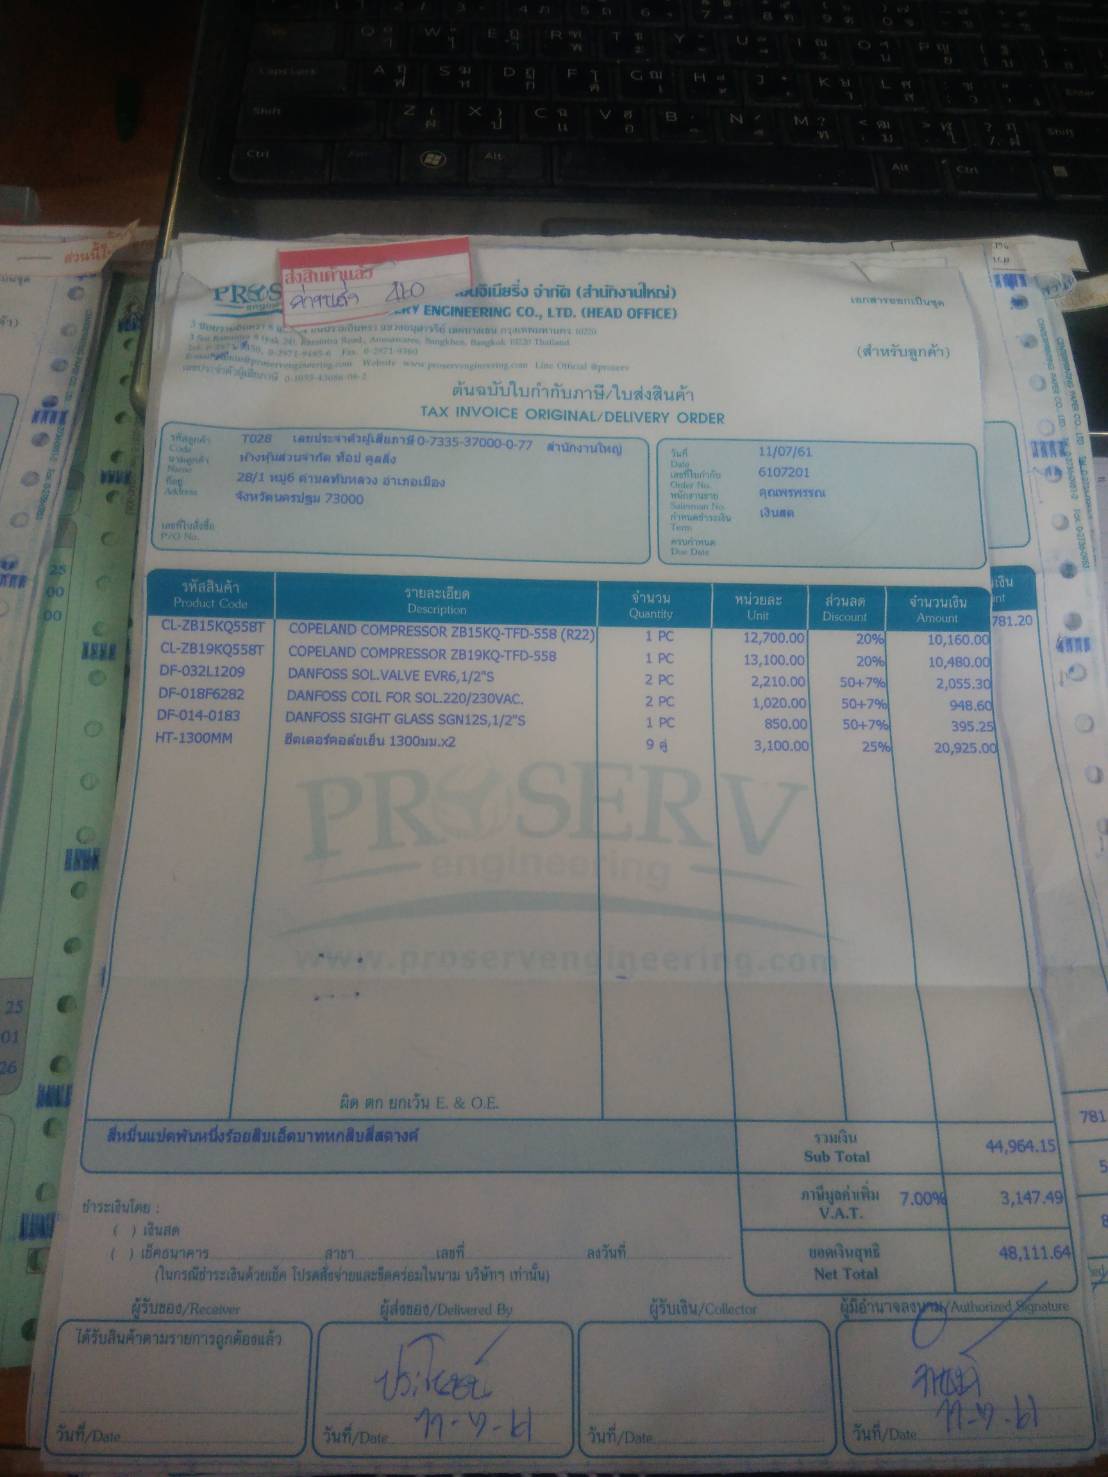 ส่งสินค้าแล้ว
เอ็นจิเนียริ่ง จำกัด (สำนักงานใหญ่)
ENGINEERING CO., LTD. (HEAD OFFICE)
เอกสารออกเป็นชุด
(สำหรับลูกค้า)
Website www.proservengineering.com Line Official @proserv
ต้นฉบับใบกำกับภาษี/ใบส่งสินค้า
TAX INVOICE ORIGINAL/DELIVERY ORDER
รหัสลูกค้า T028 เลขประจำตัวผู้เสียภาษี 0-7335-37000-0-77 สำนักงานใหญ่
Code
นามลูกค้า ห้างหุ้นส่วนจำกัด ท้อป คูลลิ่ง
Name
ที่อยู่ 28/1 หมู่6 ตำบลทับหลวง อำเภอเมือง
Address จังหวัดนครปฐม 73000
เลขที่ใบสั่งซื้อ
P/O No.
วันที่ 11/07/61
Date
เลขที่ใบกำกับ 6107201
Order No.
พนักงานขาย คุณพรพรรณ
Salesman No.
กำหนดชำระเงิน เงินสด
Term
ครบกำหนด
Due Date
รหัสสินค้า รายละเอียด จำนวน หน่วยละ ส่วนลด จำนวนเงิน
Product Code Description Quantity Unit Discount Amount
CL-ZB15KQ558T COPELAND COMPRESSOR ZB15KQ-TFD-558 (R22) 1 PC 12,700.00 20% 10,160.00
CL-ZB19KQ558T COPELAND COMPRESSOR ZB19KQ-TFD-558 1 PC 13,100.00 20% 10,480.00
DF-032L1209 DANFOSS SOL.VALVE EVR6,1/2"S 2 PC 2,210.00 50+7% 2,055.30
DF-018F6282 DANFOSS COIL FOR SOL.220/230VAC. 2 PC 1,020.00 50+7% 948.60
DF-014-0183 DANFOSS SIGHT GLASS SGN12S,1/2"S 1 PC 850.00 50+7% 395.25
HT-1300MM ฮีตเตอร์คอล์ยเย็น 1300มม.x2 9 คู่ 3,100.00 25% 20,925.00
PROSERV
engineering
www.proservengineering.com
ผิด ตก ยกเว้น E. & O.E.
สี่หมื่นแปดพันหนึ่งร้อยสิบเอ็ดบาทหกสิบสี่สตางค์
รวมเงิน 44,964.15
Sub Total
ภาษีมูลค่าเพิ่ม 7.00% 3,147.49
V.A.T.
ยอดเงินสุทธิ 48,111.64
Net Total
ชำระเงินโดย :
( ) เงินสด
( ) เช็คธนาคาร สาขา เลขที่ ลงวันที่
(ในกรณีชำระเงินด้วยเช็ค โปรดสั่งจ่ายและขีดคร่อมในนาม บริษัทฯ เท่านั้น)
ผู้รับของ/Receiver ผู้ส่งของ/Delivered By ผู้รับเงิน/Collector ผู้มีอำนาจลงนาม/Authorized Signature
ได้รับสินค้าตามรายการถูกต้องแล้ว
วันที่/Date วันที่/Date วันที่/Date วันที่/Date